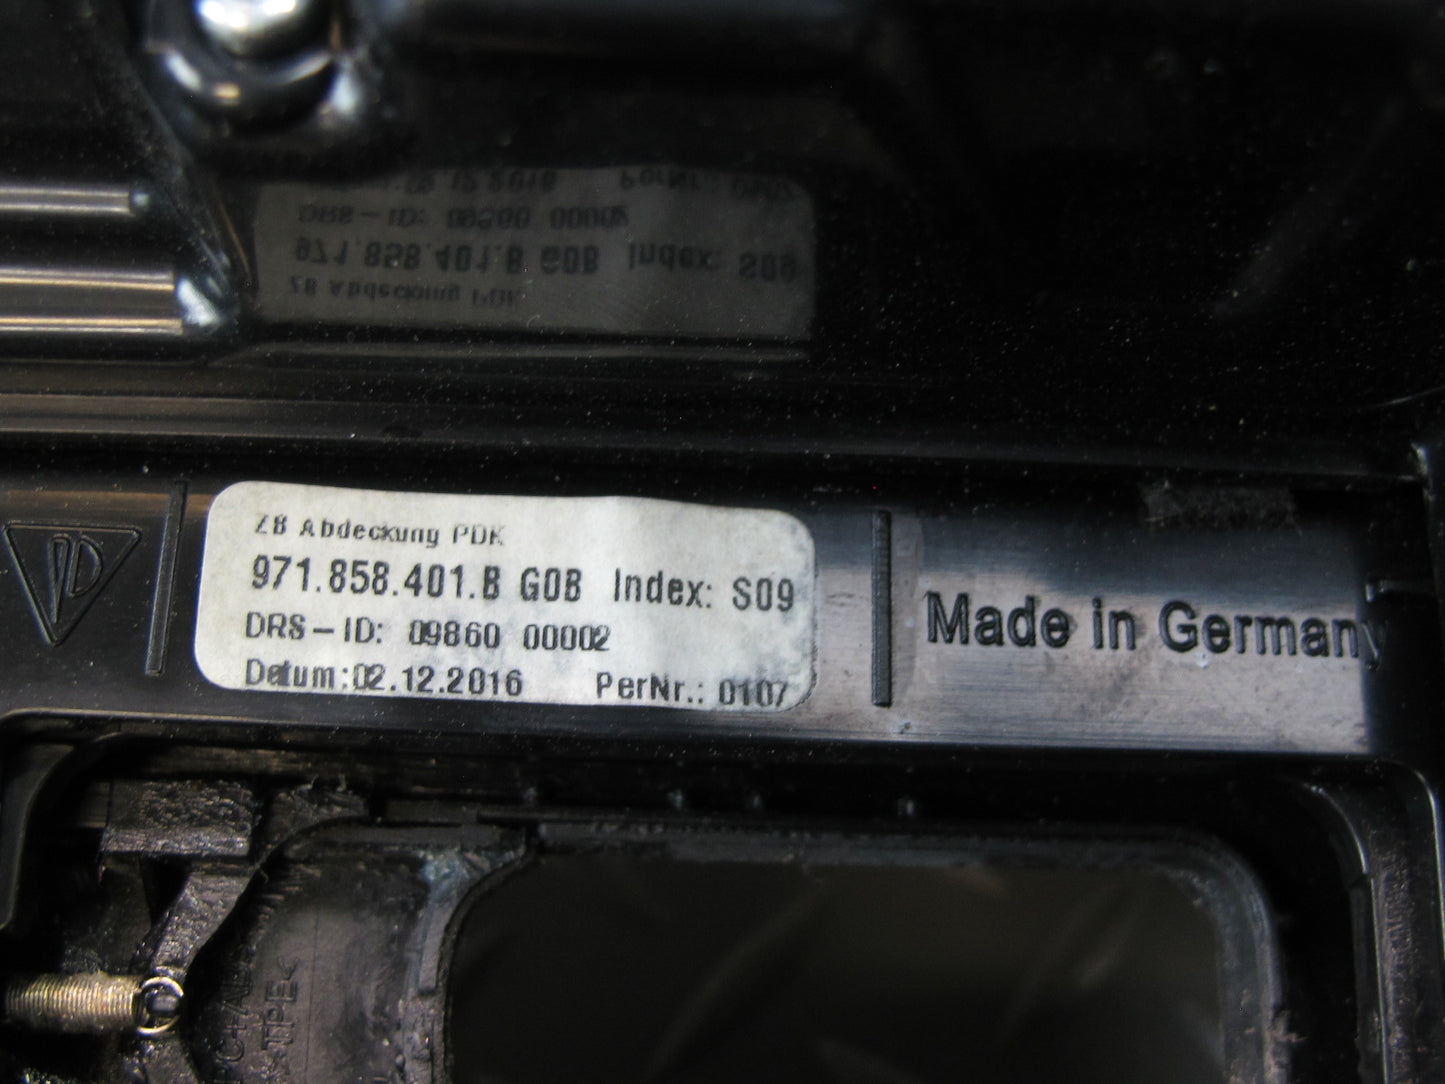 ZB Abdeckung PDK
971.858.401.B G0B Index: S09
DRS-ID: 09860 00002
Datum:02.12.2016 PerNr.: 0107
Made in Germany